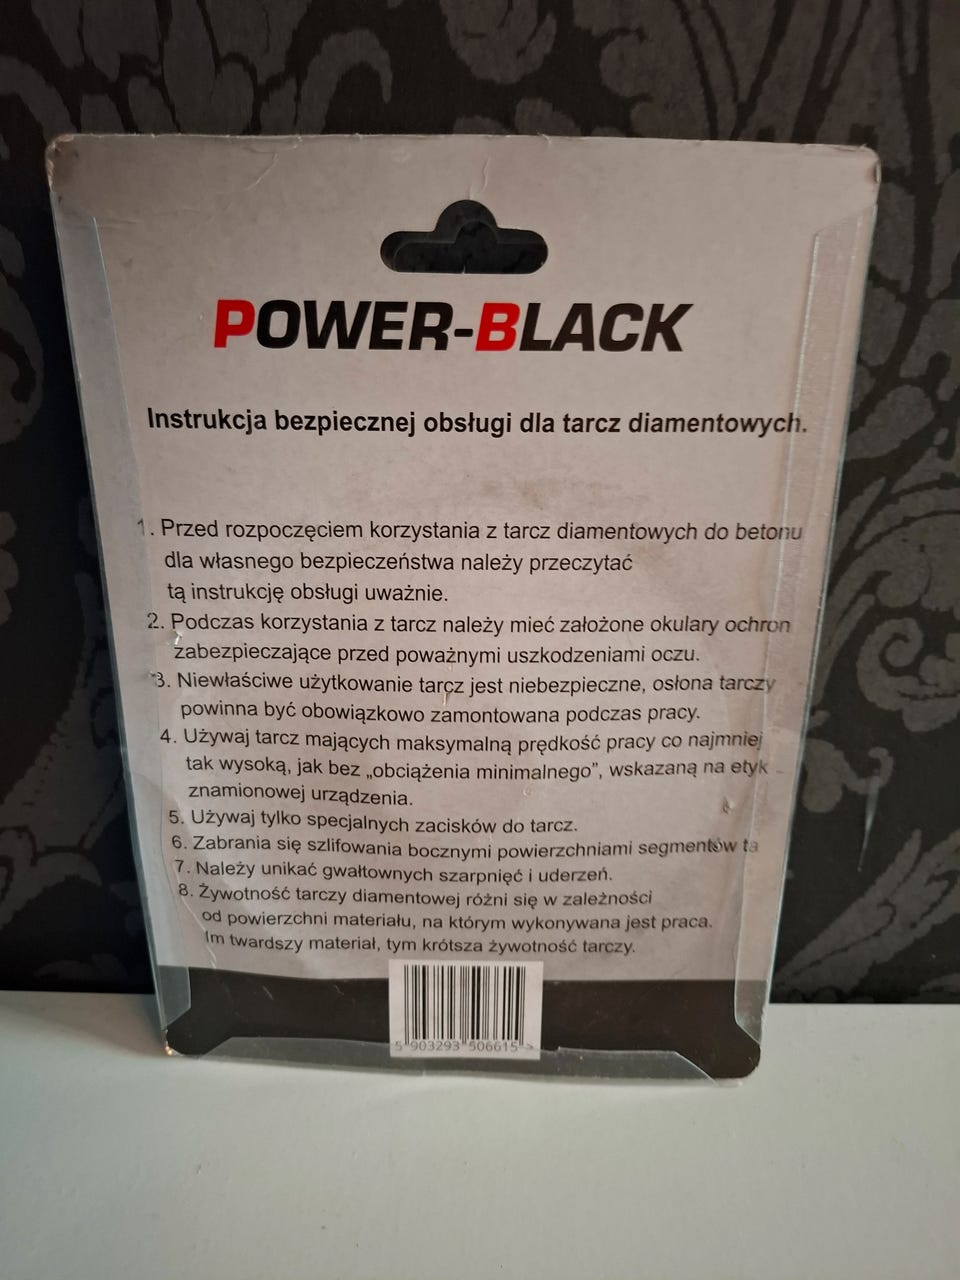 POWER-BLACK
Instrukcja bezpiecznej obsługi dla tarcz diamentowych.
1. Przed rozpoczęciem korzystania z tarcz diamentowych do betonu
dla własnego bezpieczeństwa należy przeczytać
tą instrukcję obsługi uważnie.
2. Podczas korzystania z tarcz należy mieć założone okulary ochron
zabezpieczające przed poważnymi uszkodzeniami oczu.
3. Niewłaściwe użytkowanie tarcz jest niebezpieczne, osłona tarczy
powinna być obowiązkowo zamontowana podczas pracy.
4. Używaj tarcz mających maksymalną prędkość pracy co najmniej
tak wysoką, jak bez „obciążenia minimalnego”, wskazaną na etyk
znamionowej urządzenia.
5. Używaj tylko specjalnych zacisków do tarcz.
6. Zabrania się szlifowania bocznymi powierzchniami segmentów ta
7. Należy unikać gwałtownych szarpnięć i uderzeń.
8. Żywotność tarczy diamentowej różni się w zależności
od powierzchni materiału, na którym wykonywana jest praca.
Im twardszy materiał, tym krótsza żywotność tarczy.
5 903293 506615 >